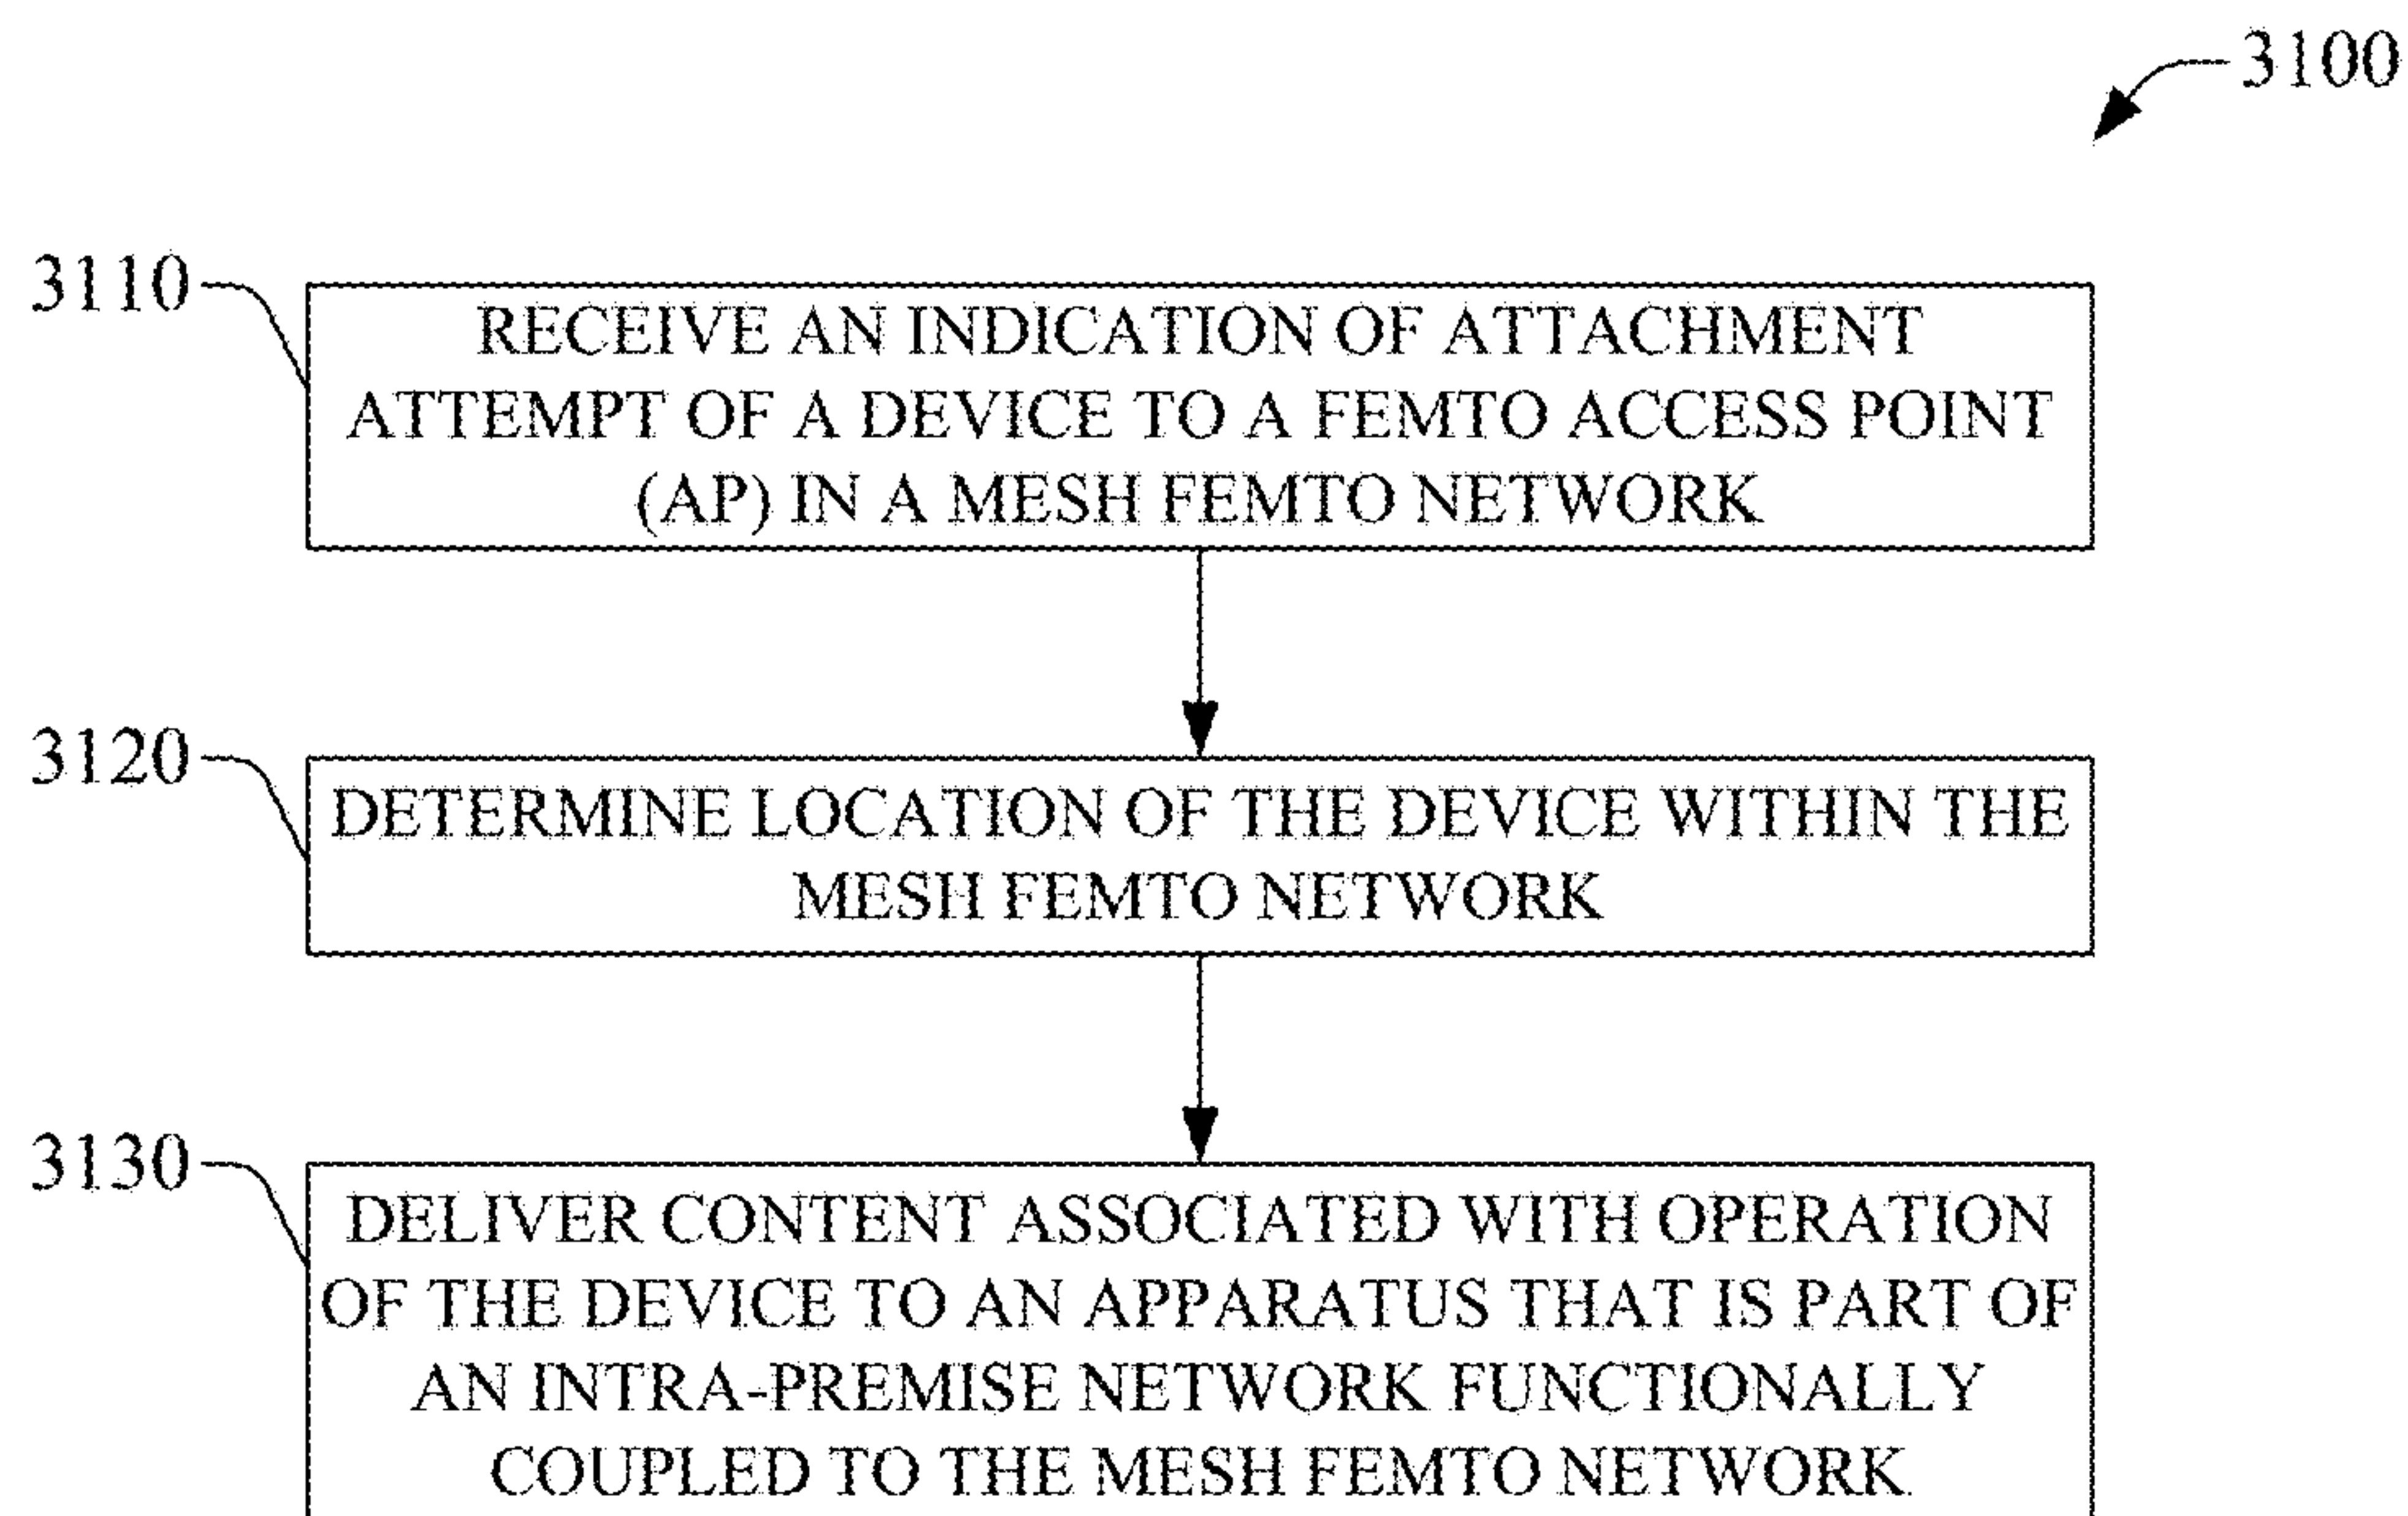 3100
3110
RECEIVE AN INDICATION OF ATTACHMENT
ATTEMPT OF A DEVICE TO A FEMTO ACCESS POINT
(AP) IN A MESH FEMTO NETWORK
3120
DETERMINE LOCATION OF THE DEVICE WITHIN THE
MESH FEMTO NETWORK
3130
DELIVER CONTENT ASSOCIATED WITH OPERATION
OF THE DEVICE TO AN APPARATUS THAT IS PART OF
AN INTRA-PREMISE NETWORK FUNCTIONALLY
COUPLED TO THE MESH FEMTO NETWORK